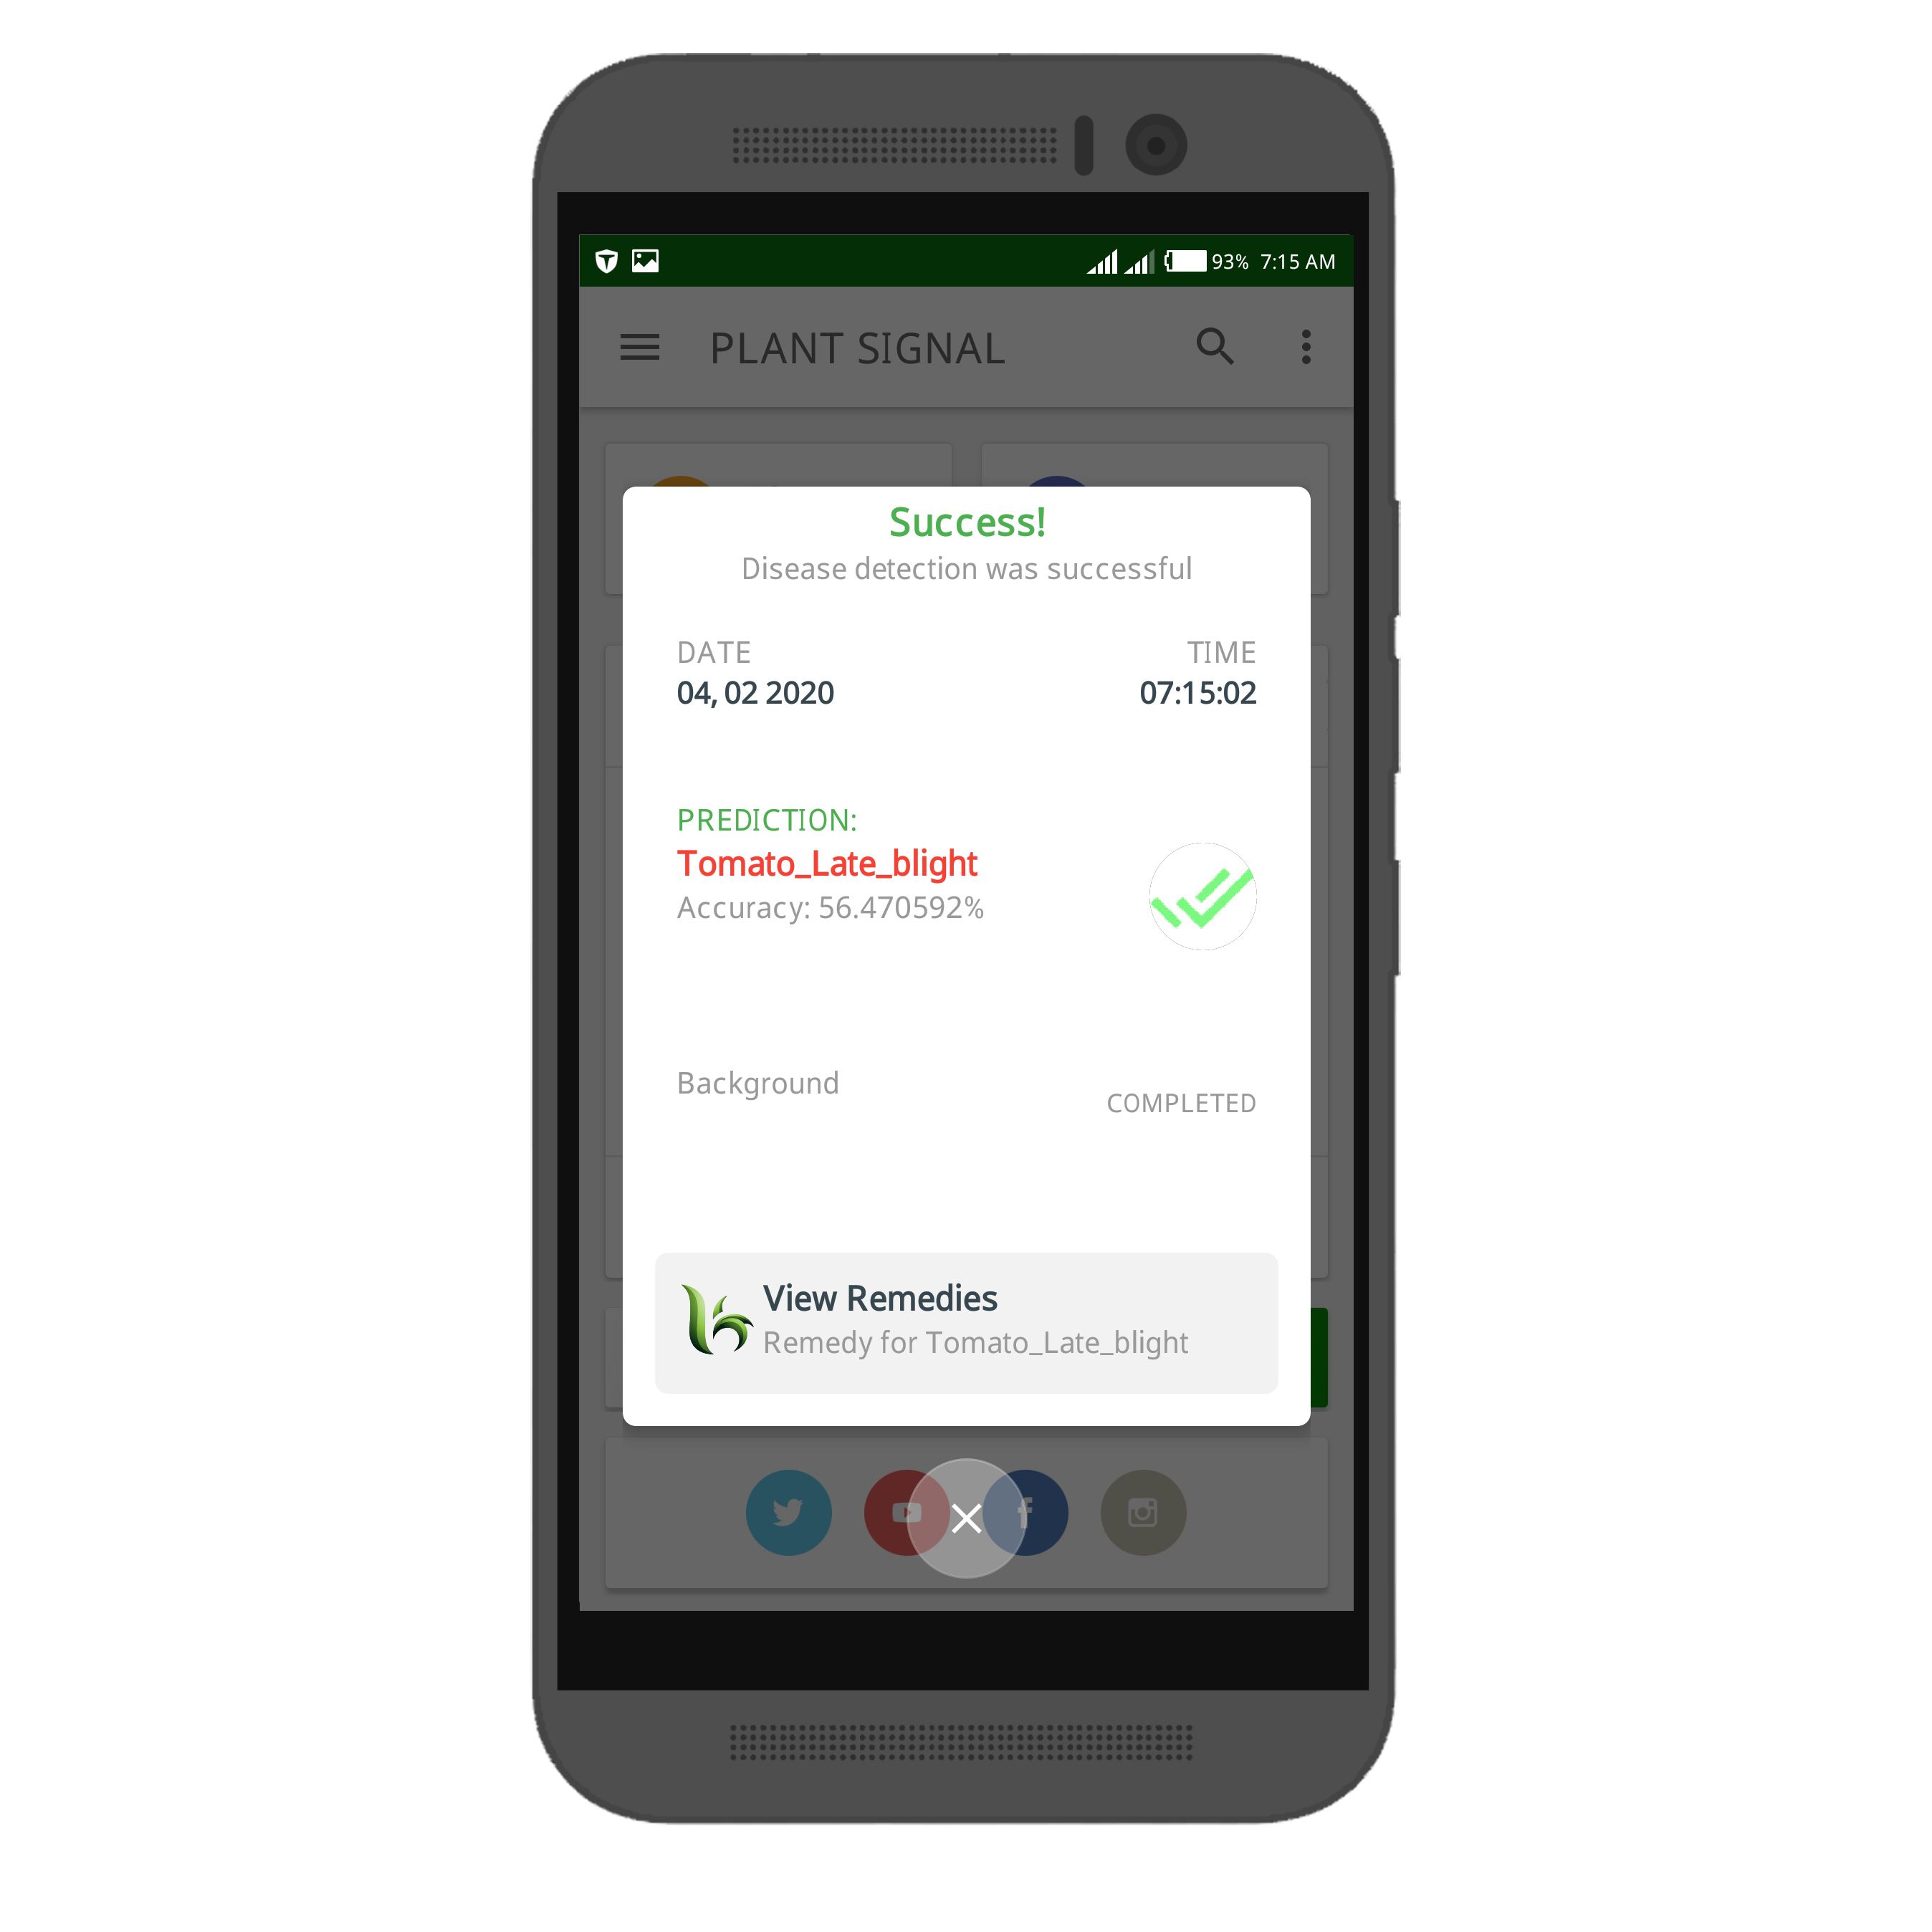 93% 7:15 AM
PLANT SIGNAL
Success!
Disease detection was successful
DATE
TIME
04, 02 2020
07:15:02
PREDICTION:
Tomato_Late_blight
Accuracy: 56.470592%
Background
COMPLETED
View Remedies
Remedy for Tomato_Late_blight